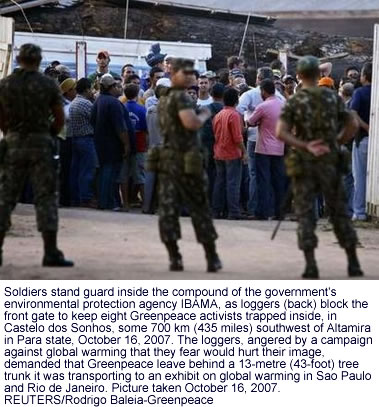 Soldiers stand guard inside the compound of the government's
environmental protection agency IBAMA, as loggers (back) block the
front gate to keep eight Greenpeace activists trapped inside, in
Castelo dos Sonhos, some 700 km (435 miles) southwest of Altamira
in Para state, October 16, 2007. The loggers, angered by a campaign
against global warming that they fear would hurt their image,
demanded that Greenpeace leave behind a 13-metre (43-foot) tree
trunk it was transporting to an exhibit on global warming in Sao Paulo
and Rio de Janeiro. Picture taken October 16, 2007.
REUTERS/Rodrigo Baleia-Greenpeace